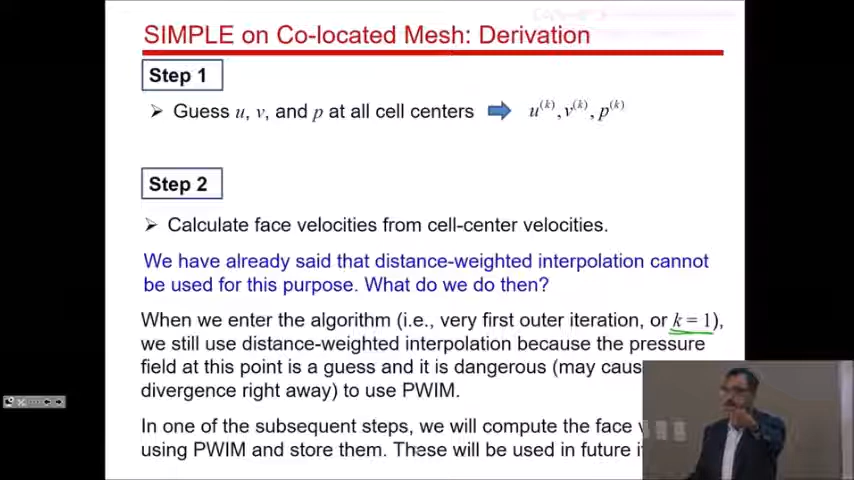 SIMPLE on Co-located Mesh: Derivation
Step 1
➢ Guess u, v, and p at all cell centers u^(k), v^(k), p^(k)
Step 2
➢ Calculate face velocities from cell-center velocities.
We have already said that distance-weighted interpolation cannot
be used for this purpose. What do we do then?
When we enter the algorithm (i.e., very first outer iteration, or k = 1),
we still use distance-weighted interpolation because the pressure
field at this point is a guess and it is dangerous (may caus
divergence right away) to use PWIM.
In one of the subsequent steps, we will compute the face
using PWIM and store them. These will be used in future